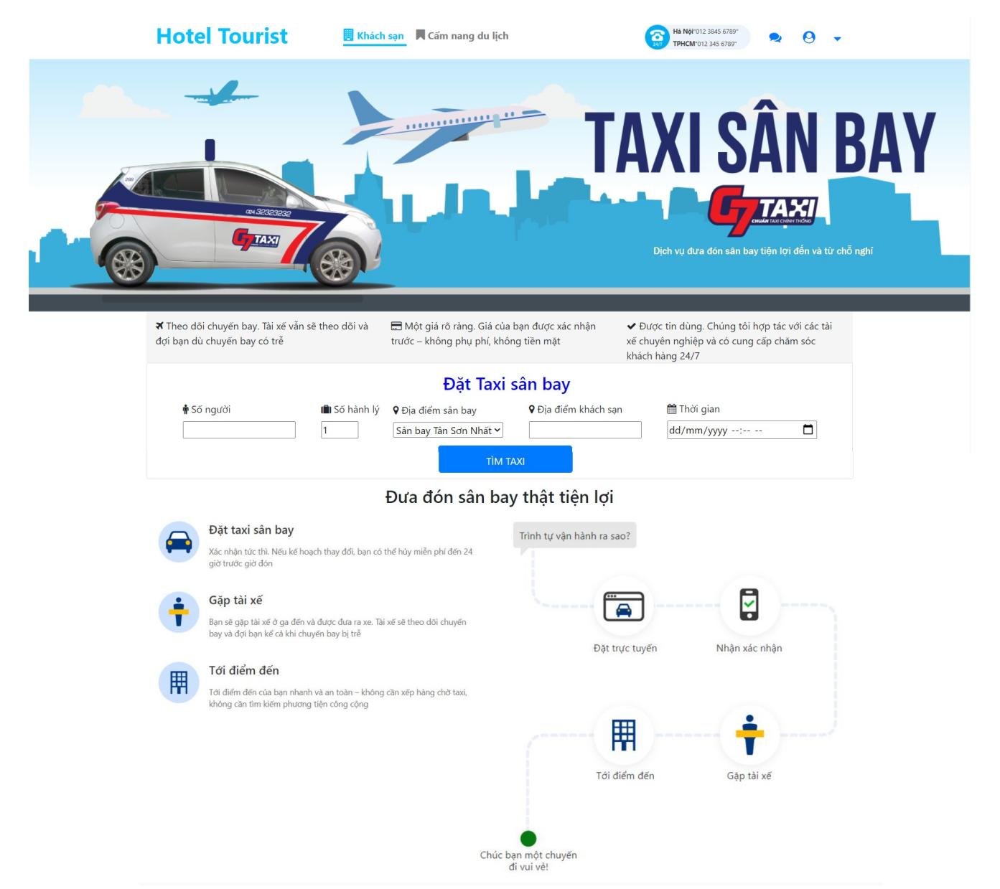 Hotel Tourist
Khách sạn
Cẩm nang du lịch
Hà Nội"012 3845 6789"
TPHCM"012 345 6789"
24/7
TAXI SÂN BAY
G7 TAXI
CHUẨN TAXI CHÍNH THỐNG
Dịch vụ đưa đón sân bay tiện lợi đến và từ chỗ nghỉ
024.32323232
G7 TAXI
Theo dõi chuyến bay. Tài xế vẫn sẽ theo dõi và
đợi bạn dù chuyến bay có trễ
Một giá rõ ràng. Giá của bạn được xác nhận
trước – không phụ phí, không tiền mặt
Được tin dùng. Chúng tôi hợp tác với các tài
xế chuyên nghiệp và có cung cấp chăm sóc
khách hàng 24/7
Đặt Taxi sân bay
Số người
Số hành lý
Địa điểm sân bay
Địa điểm khách sạn
Thời gian
1
Sân bay Tân Sơn Nhất
dd/mm/yyyy --:-- --
TÌM TAXI
Đưa đón sân bay thật tiện lợi
Đặt taxi sân bay
Xác nhận tức thì. Nếu kế hoạch thay đổi, bạn có thể hủy miễn phí đến 24
giờ trước giờ đón
Gặp tài xế
Bạn sẽ gặp tài xế ở ga đến và được đưa ra xe. Tài xế sẽ theo dõi chuyến
bay và đợi bạn kể cả khi chuyến bay bị trễ
Tới điểm đến
Tới điểm đến của bạn nhanh và an toàn – không cần xếp hàng chờ taxi,
không cần tìm kiếm phương tiện công cộng
Trình tự vận hành ra sao?
Đặt trực tuyến
Nhận xác nhận
Tới điểm đến
Gặp tài xế
Chúc bạn một chuyến
đi vui vẻ!